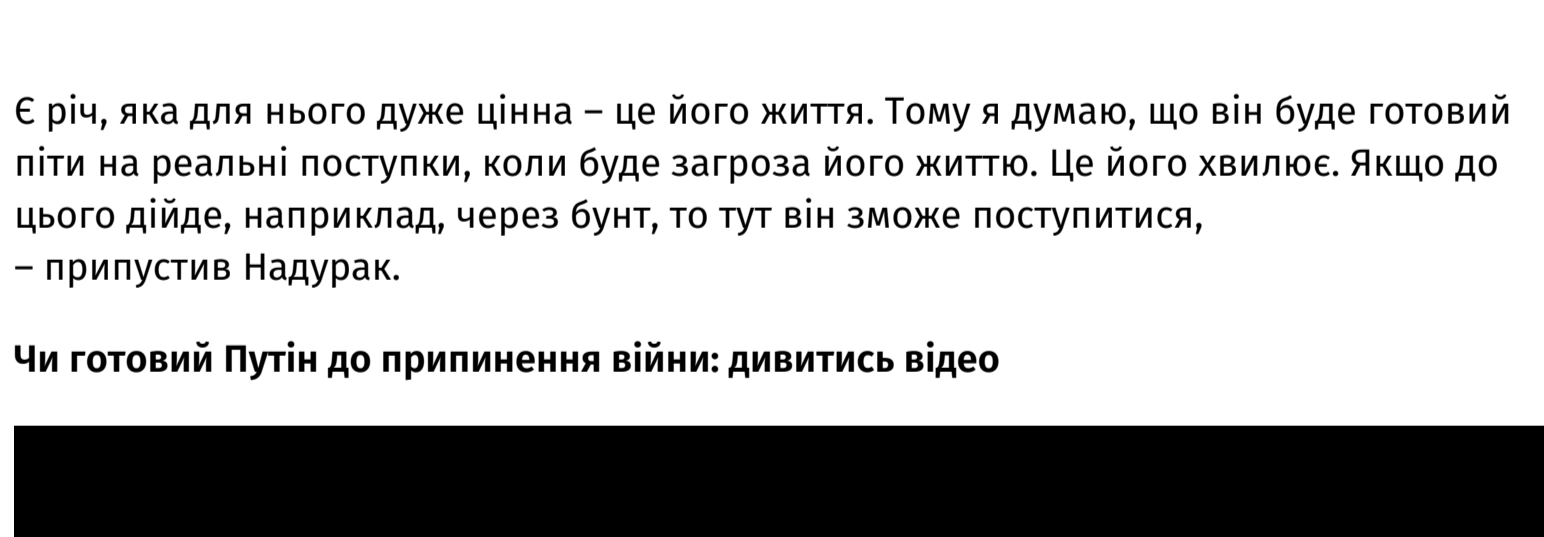 Є річ, яка для нього дуже цінна – це його життя. Тому я думаю, що він буде готовий
піти на реальні поступки, коли буде загроза його життю. Це його хвилює. Якщо до
цього дійде, наприклад, через бунт, то тут він зможе поступитися,
– припустив Надурак.
Чи готовий Путін до припинення війни: дивитись відео